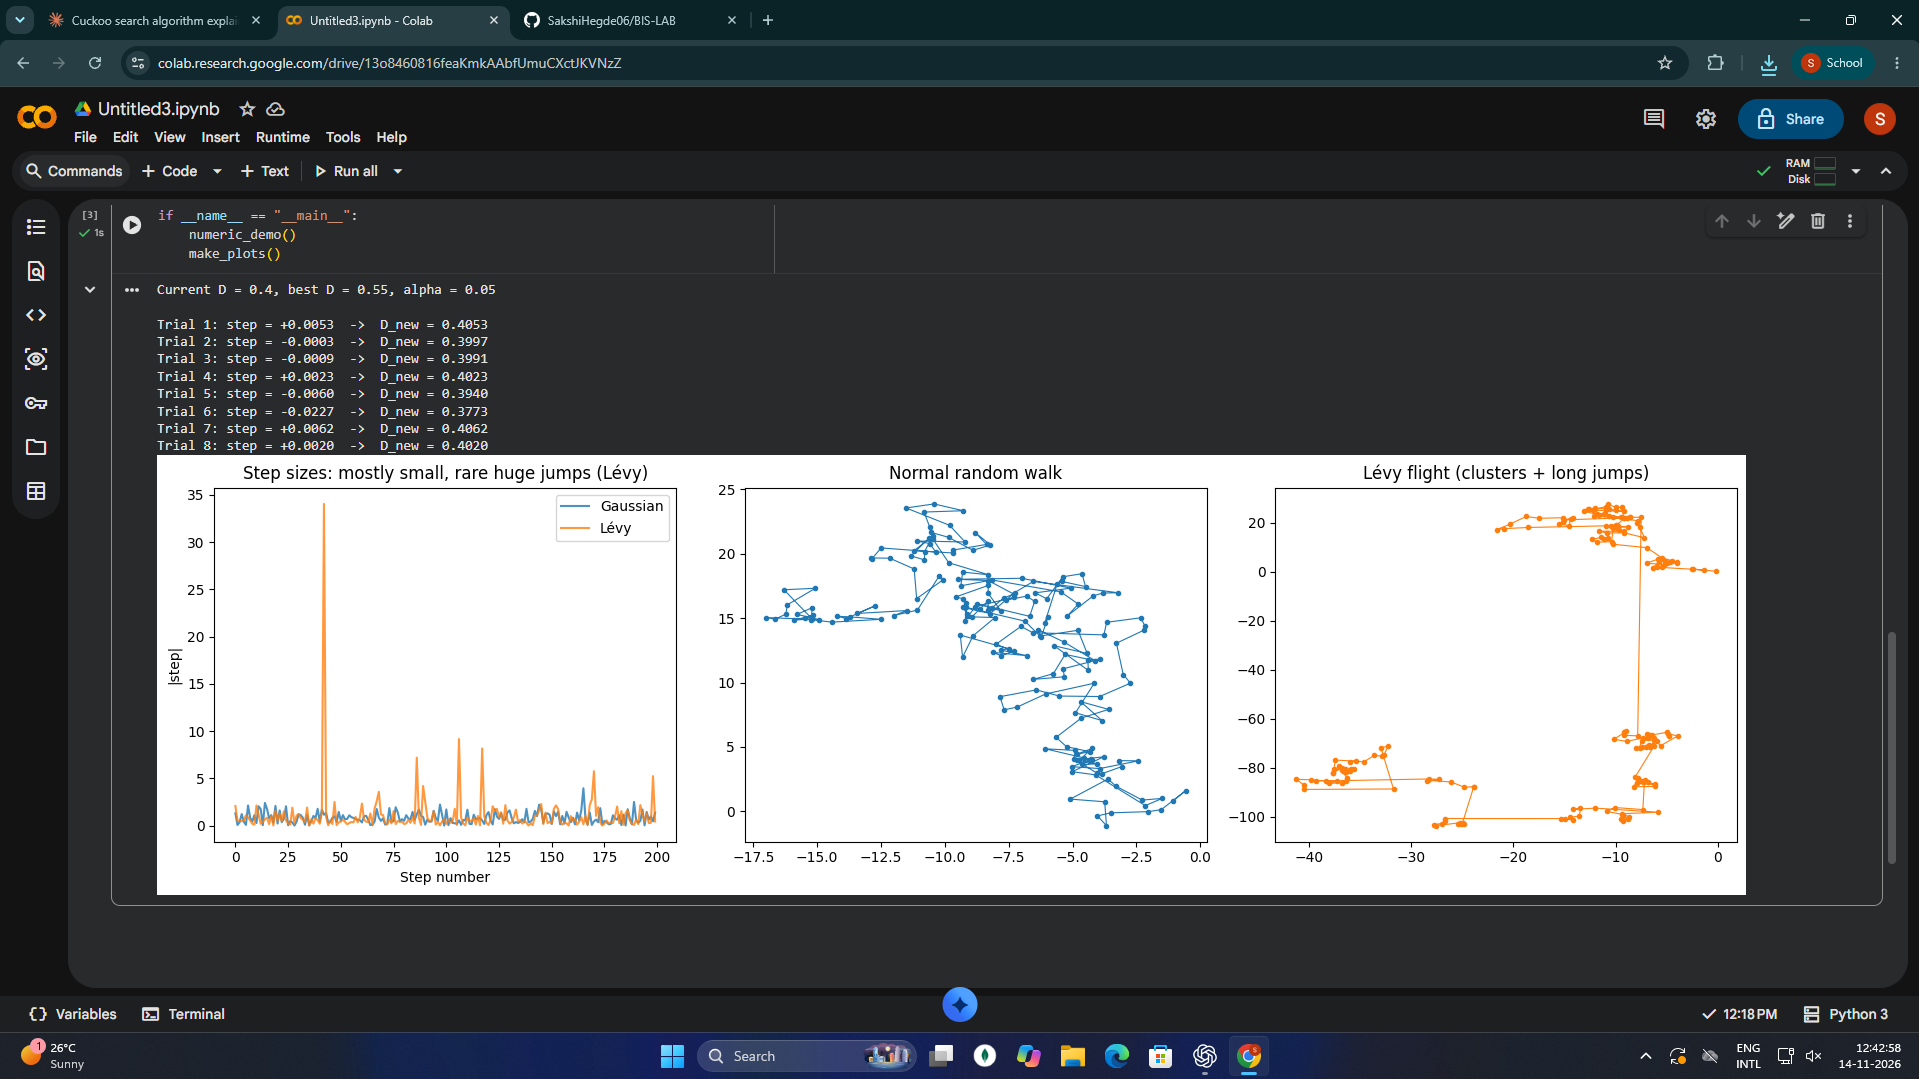 Cuckoo search algorithm explai
Untitled3.ipynb - Colab
SakshiHegde06/BIS-LAB
colab.research.google.com/drive/13o8460816feaKmkAAbfUmuCXctJKVNzZ
S School
Untitled3.ipynb
File Edit View Insert Runtime Tools Help
Share
S
Commands + Code + Text Run all
RAM
Disk
[3]
1s
if __name__ == "__main__":
numeric_demo()
make_plots()
Current D = 0.4, best D = 0.55, alpha = 0.05
Trial 1: step = +0.0053 -> D_new = 0.4053
Trial 2: step = -0.0003 -> D_new = 0.3997
Trial 3: step = -0.0009 -> D_new = 0.3991
Trial 4: step = +0.0023 -> D_new = 0.4023
Trial 5: step = -0.0060 -> D_new = 0.3940
Trial 6: step = -0.0227 -> D_new = 0.3773
Trial 7: step = +0.0062 -> D_new = 0.4062
Trial 8: step = +0.0020 -> D_new = 0.4020
Step sizes: mostly small, rare huge jumps (Lévy)
Gaussian
Lévy
35
30
25
20
15
10
5
0
|step|
0 25 50 75 100 125 150 175 200
Step number
Normal random walk
25
20
15
10
5
0
−17.5 −15.0 −12.5 −10.0 −7.5 −5.0 −2.5 0.0
Lévy flight (clusters + long jumps)
20
0
−20
−40
−60
−80
−100
−40 −30 −20 −10 0
Variables
Terminal
12:18 PM
Python 3
1
26°C
Sunny
Search
ENG
INTL
12:42:58
14-11-2026